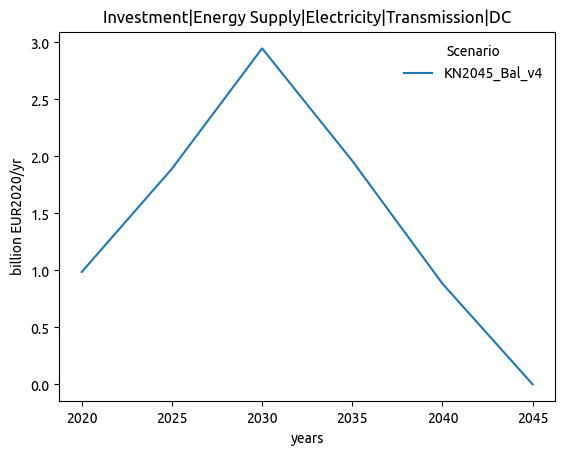 Investment|Energy Supply|Electricity|Transmission|DC
Scenario
KN2045_Bal_v4
billion EUR2020/yr
3.0
2.5
2.0
1.5
1.0
0.5
0.0
2020 2025 2030 2035 2040 2045
years